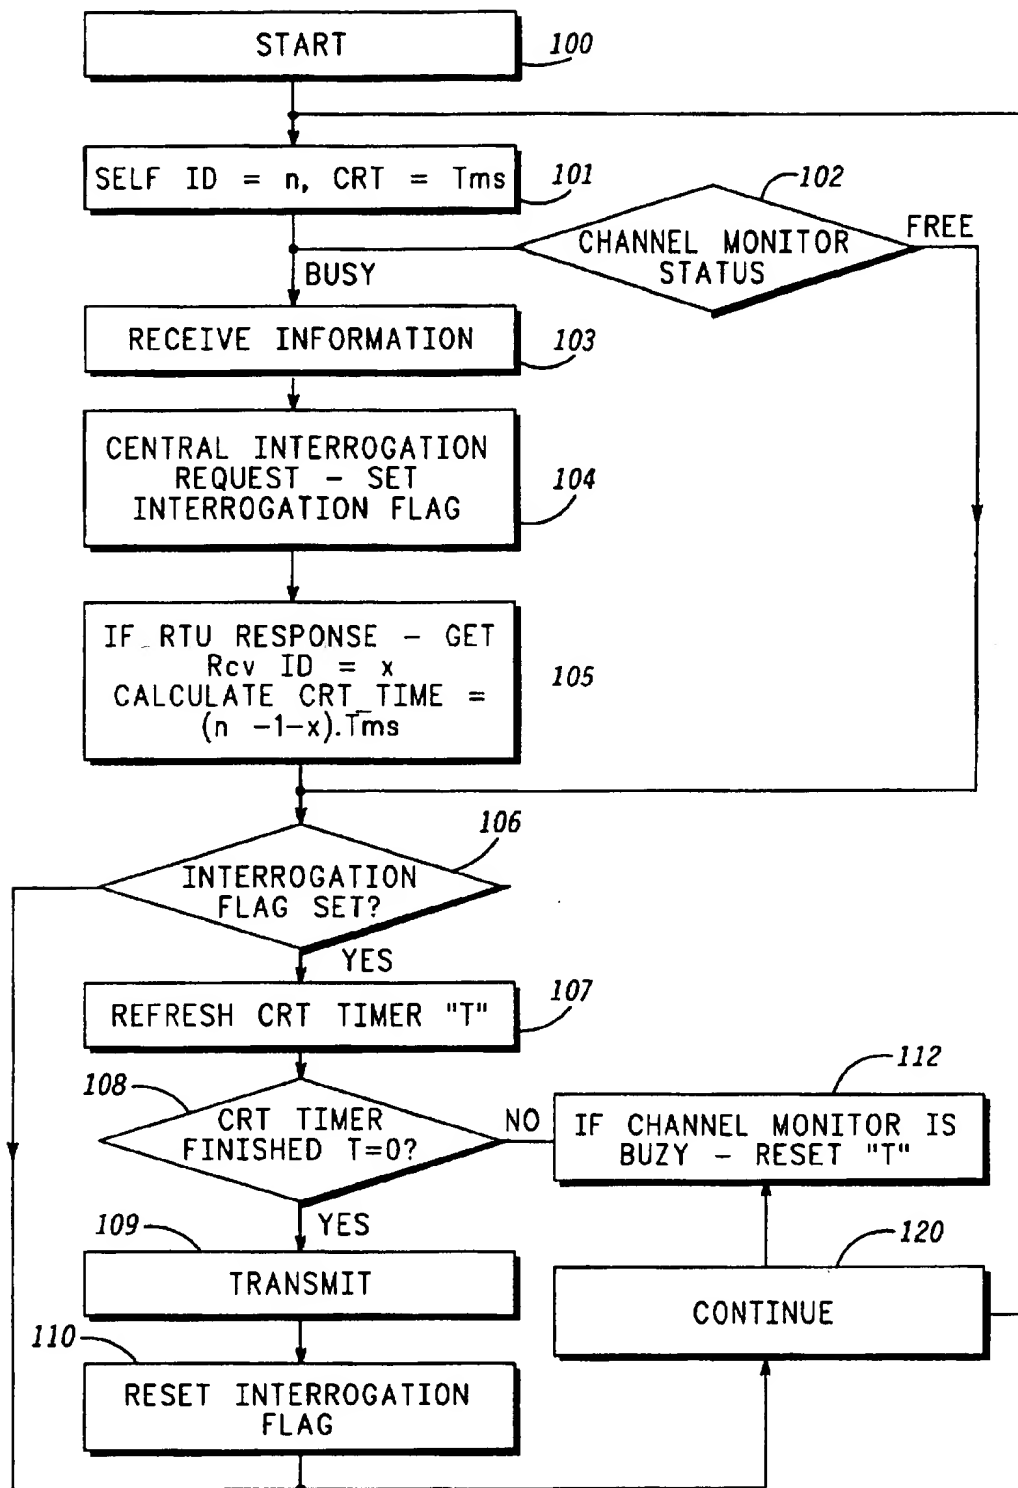 START
100
SELF ID = n, CRT = Tms
101
102
CHANNEL MONITOR
STATUS
FREE
BUSY
RECEIVE INFORMATION
103
CENTRAL INTERROGATION
REQUEST - SET
INTERROGATION FLAG
104
IF RTU RESPONSE - GET
Rcv ID = x
CALCULATE CRT_TIME =
(n -1-x).Tms
105
106
INTERROGATION
FLAG SET?
YES
REFRESH CRT TIMER "T"
107
108
CRT TIMER
FINISHED T=0?
NO
112
IF CHANNEL MONITOR IS
BUZY - RESET "T"
YES
109
TRANSMIT
120
CONTINUE
110
RESET INTERROGATION
FLAG